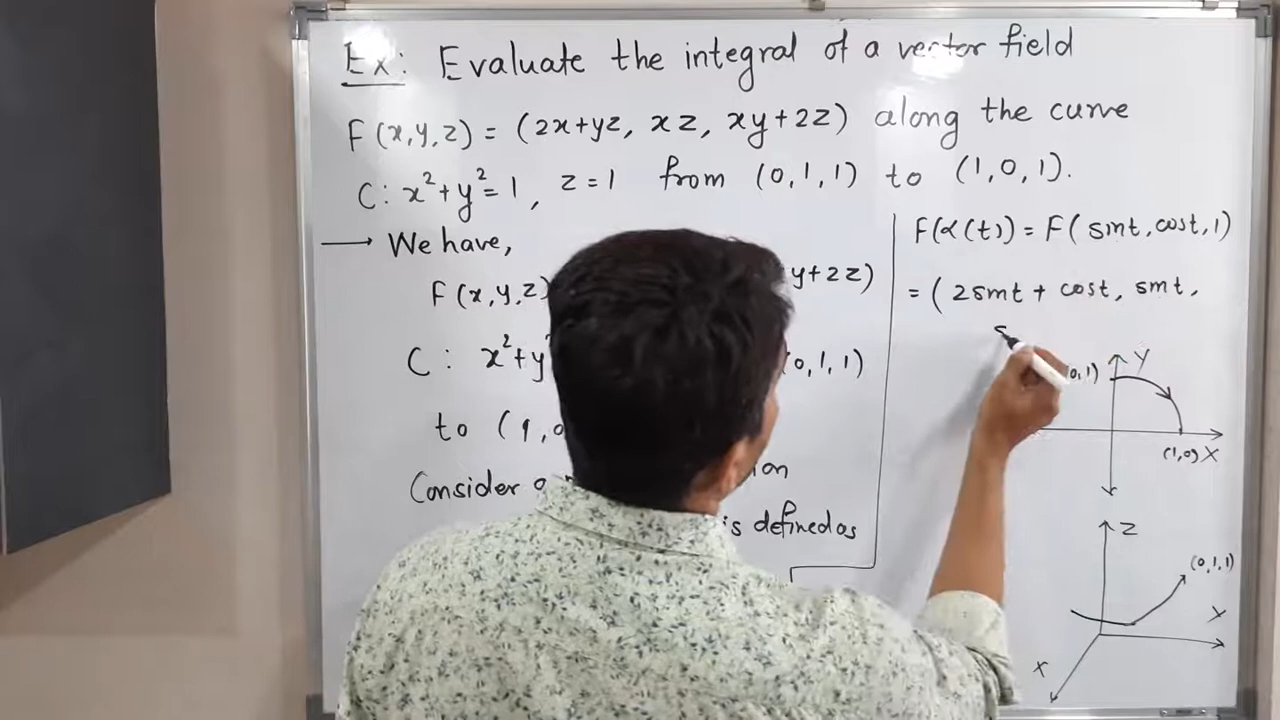 Ex: Evaluate the integral of a vector field
F(x,y,z) = (2x+yz, xz, xy+2z) along the curve
C: x²+y²=1, z=1 from (0,1,1) to (1,0,1).
→ We have,
F(x,y,z) y+2z)
C: x²+y (0,1,1)
to (1,0
Consider a
is defined as
F(α(t)) = F(sint, cost, 1)
= (2sint + cost, sint,
s
0,1) Y
(1,0) X
Z
(0,1,1)
Y
X